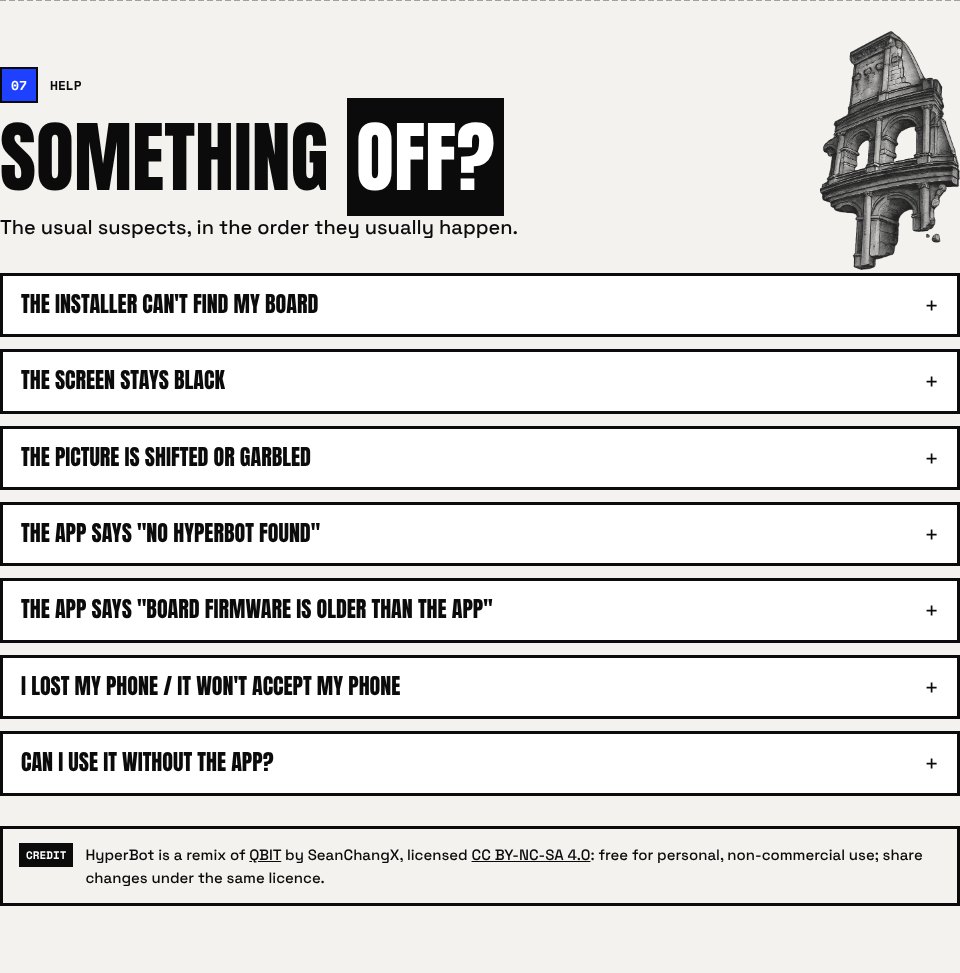 07 HELP
SOMETHING OFF?
The usual suspects, in the order they usually happen.
THE INSTALLER CAN'T FIND MY BOARD +
THE SCREEN STAYS BLACK +
THE PICTURE IS SHIFTED OR GARBLED +
THE APP SAYS "NO HYPERBOT FOUND" +
THE APP SAYS "BOARD FIRMWARE IS OLDER THAN THE APP" +
I LOST MY PHONE / IT WON'T ACCEPT MY PHONE +
CAN I USE IT WITHOUT THE APP? +
CREDIT HyperBot is a remix of QBIT by SeanChangX, licensed CC BY-NC-SA 4.0: free for personal, non-commercial use; share
changes under the same licence.